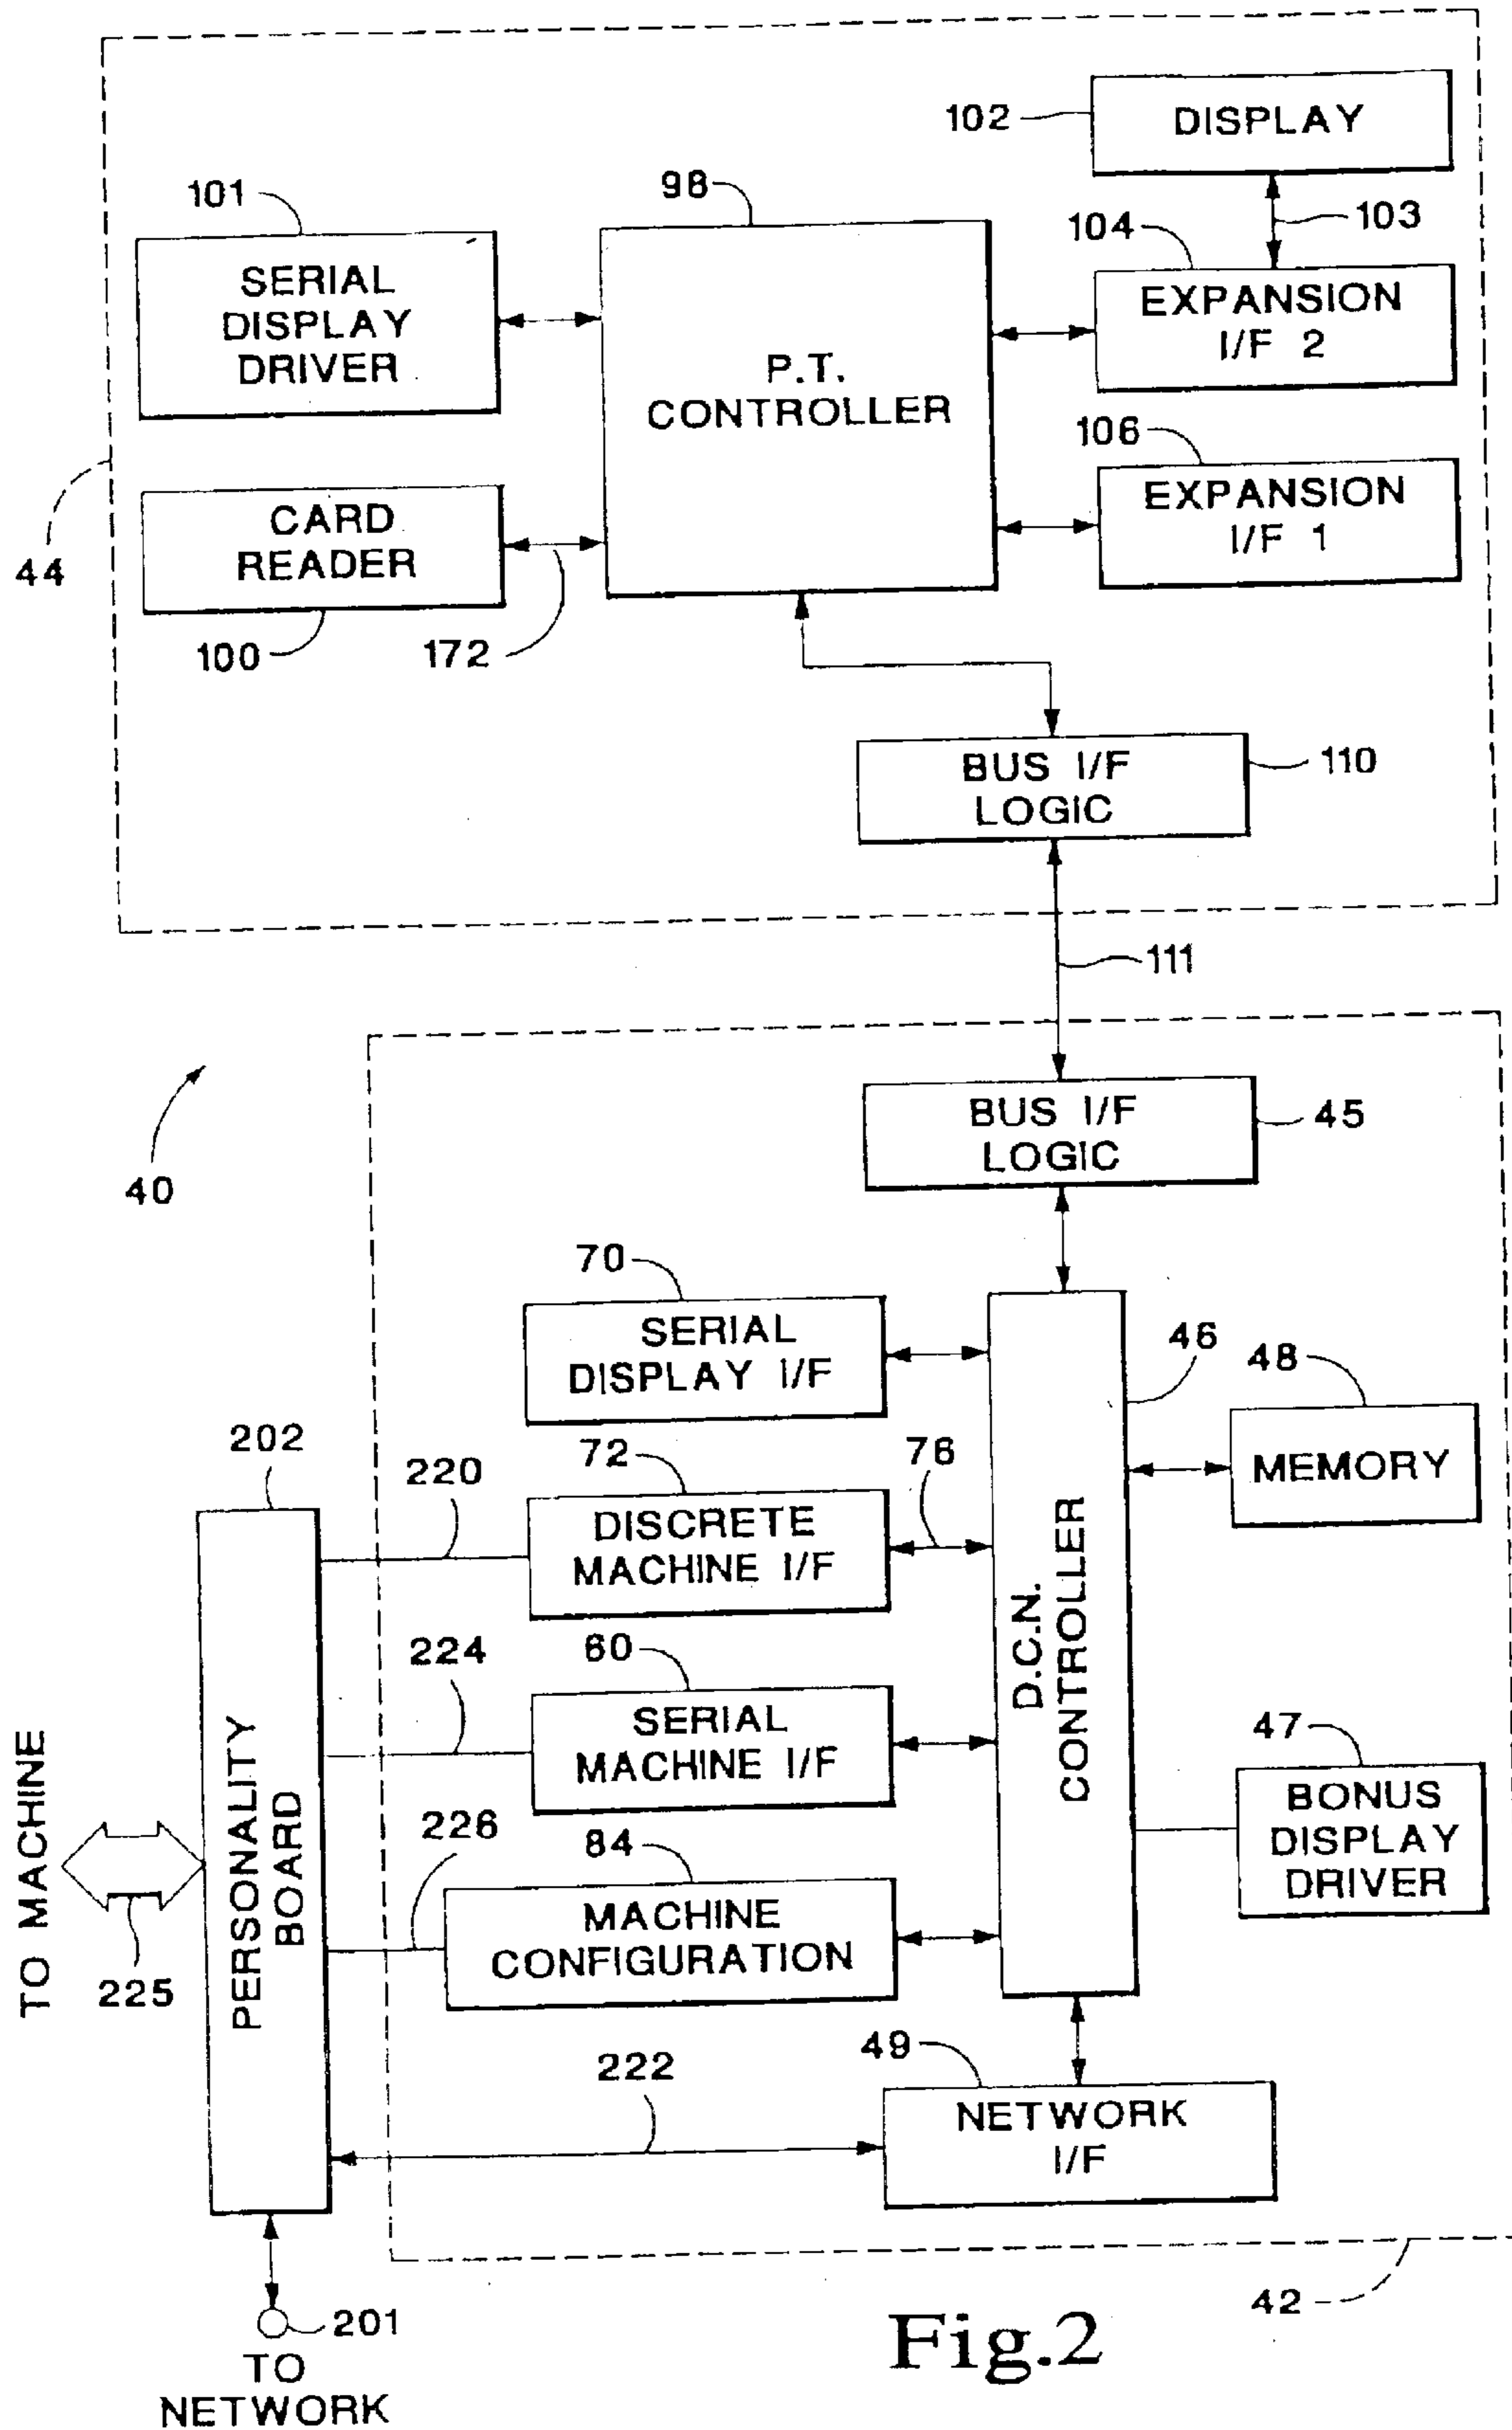 102
DISPLAY
101
98
103
104
SERIAL
DISPLAY
DRIVER
P.T.
CONTROLLER
EXPANSION
I/F 2
106
EXPANSION
I/F 1
CARD
READER
44
100
172
BUS I/F
LOGIC
110
111
40
BUS I/F
LOGIC
45
70
SERIAL
DISPLAY I/F
46
48
MEMORY
202
220
72
76
DISCRETE
MACHINE I/F
D.C.N.
CONTROLLER
224
60
SERIAL
MACHINE I/F
47
BONUS
DISPLAY
DRIVER
TO MACHINE
225
PERSONALITY
BOARD
226
84
MACHINE
CONFIGURATION
222
49
NETWORK
I/F
42
201
TO
NETWORK
Fig.2